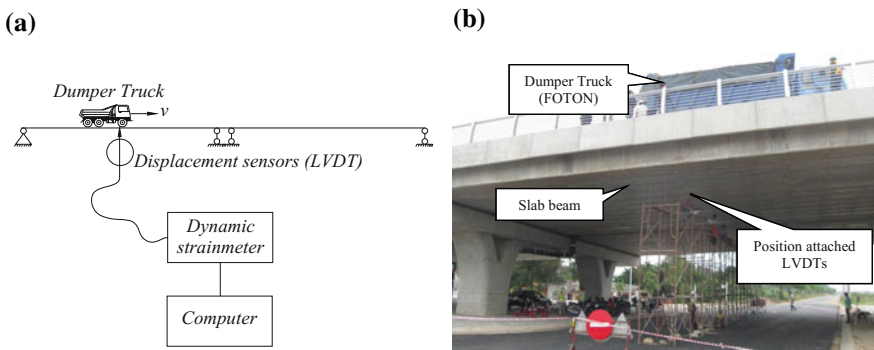 (a)
Dumper Truck
v
Displacement sensors (LVDT)
Dynamic
strainmeter
Computer
(b)
Dumper Truck
(FOTON)
Slab beam
Position attached
LVDTs